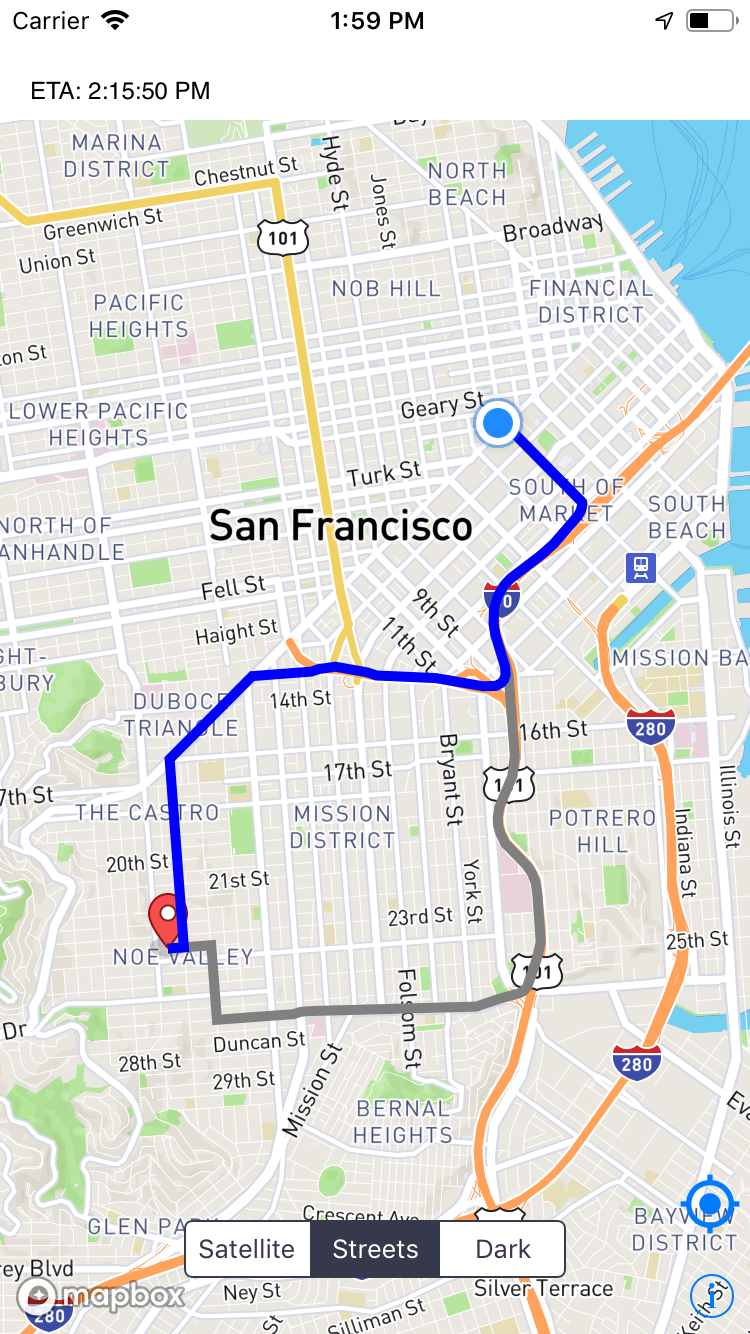 Carrier
1:59 PM
ETA: 2:15:50 PM
MARINA
DISTRICT
Chestnut St
Hyde St
Jones St
NORTH
BEACH
Greenwich St
101
Broadway
Union St
NOB HILL
FINANCIAL
DISTRICT
PACIFIC
HEIGHTS
ton St
Geary St
LOWER PACIFIC
HEIGHTS
Turk St
SOUTH OF
MARKET
SOUTH
BEACH
San Francisco
NORTH OF
ANHANDLE
Fell St
9th St
Haight St
11th St
GHT-
BURY
MISSION BA
DUBOCE
TRIANGLE
14th St
16th St
280
Bryant St
17th St
7th St
101
Illinois St
THE CASTRO
MISSION
DISTRICT
POTRERO
HILL
Indiana St
20th St
21st St
York St
23rd St
25th St
NOE VALLEY
101
Folsom St
Dr
Duncan St
28th St
29th St
Mission St
280
BERNAL
HEIGHTS
Eva
GLEN PARK
Crescent Ave
BAYVIEW
DISTRICT
Satellite
Streets
Dark
rey Blvd
mapbox
280
Ney St
Silver Terrace
Silliman St
St
Keith St
i